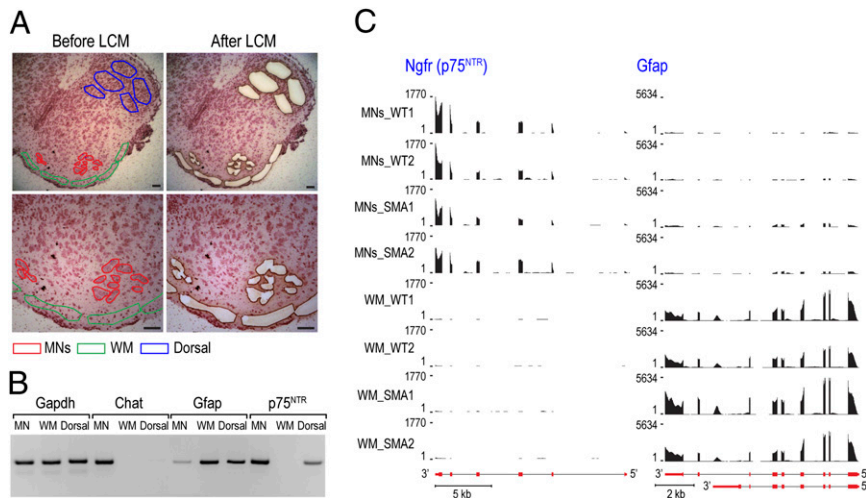 A
Before LCM
After LCM
MNs
WM
Dorsal
B
Gapdh Chat Gfap p75NTR
MN WM Dorsal MN WM Dorsal MN WM Dorsal MN WM Dorsal
C
Ngfr (p75NTR)
Gfap
MNs_WT1 1770 1 5634 1
MNs_WT2 1770 1 5634 1
MNs_SMA1 1770 1 5634 1
MNs_SMA2 1770 1 5634 1
WM_WT1 1770 1 5634 1
WM_WT2 1770 1 5634 1
WM_SMA1 1770 1 5634 1
WM_SMA2 1770 1 5634 1
3' 5' 3' 5'
3' 5'
5 kb 2 kb